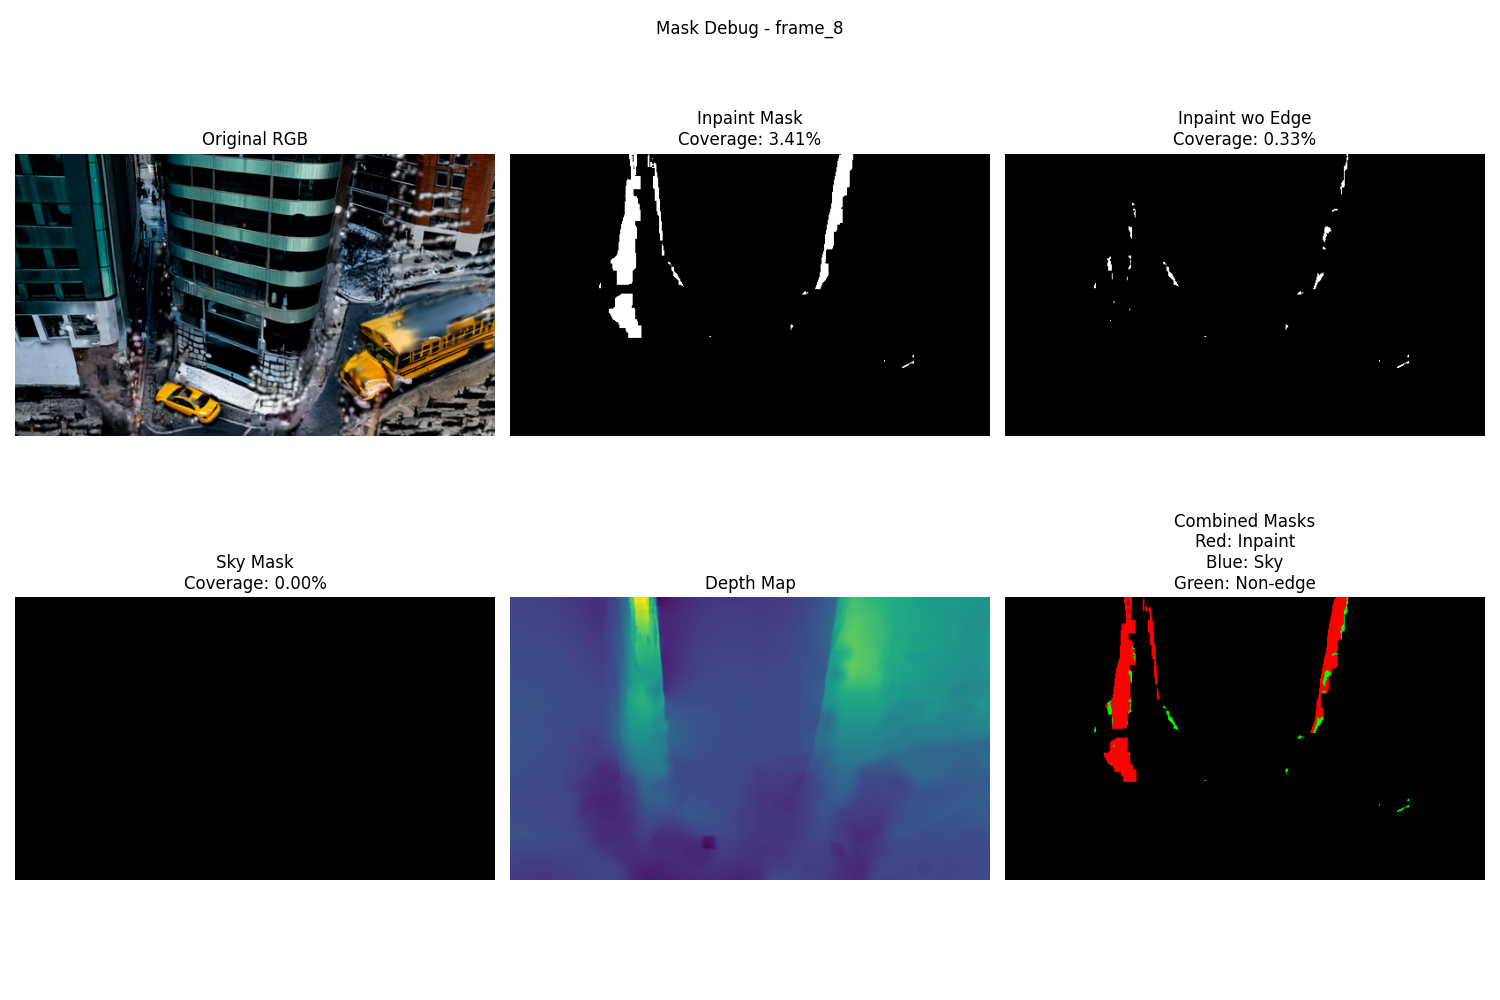 Mask Debug - frame_8
Original RGB
Inpaint Mask
Coverage: 3.41%
Inpaint wo Edge
Coverage: 0.33%
Sky Mask
Coverage: 0.00%
Depth Map
Combined Masks
Red: Inpaint
Blue: Sky
Green: Non-edge